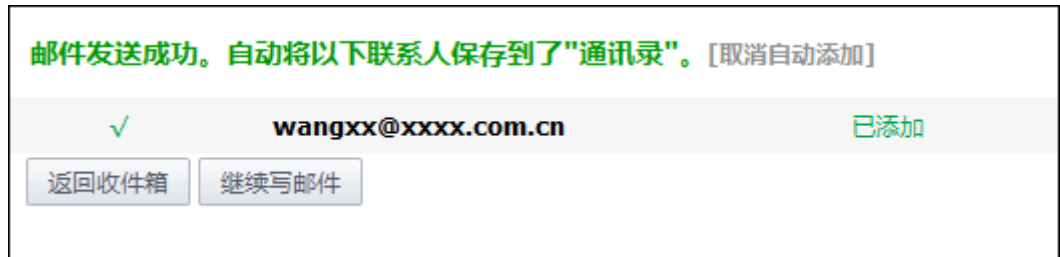 邮件发送成功。自动将以下联系人保存到了"通讯录"。[取消自动添加]
√ wangxx@xxxx.com.cn 已添加
返回收件箱 继续写邮件